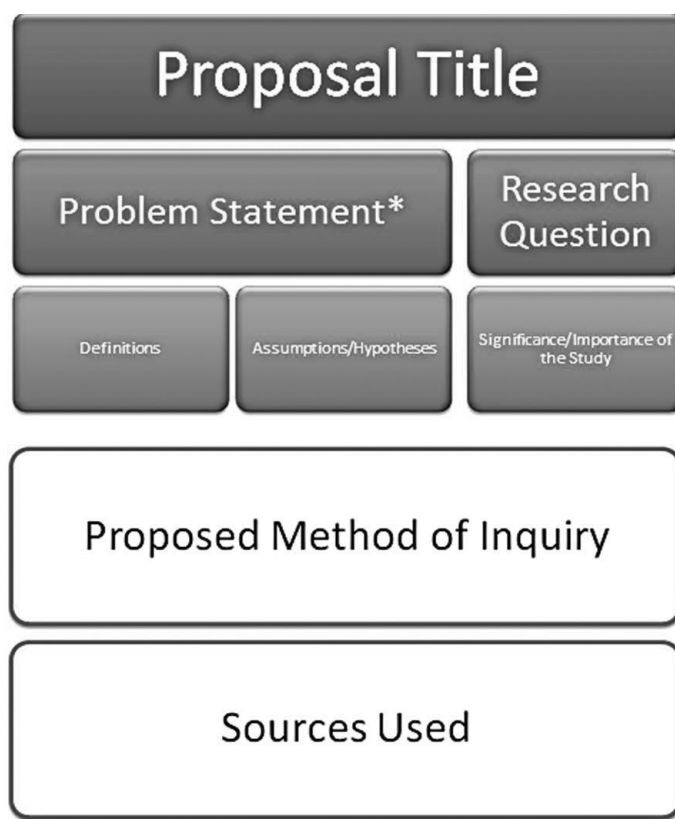 Proposal Title
Problem Statement*
Research
Question
Definitions
Assumptions/Hypotheses
Significance/Importance of
the Study
Proposed Method of Inquiry
Sources Used